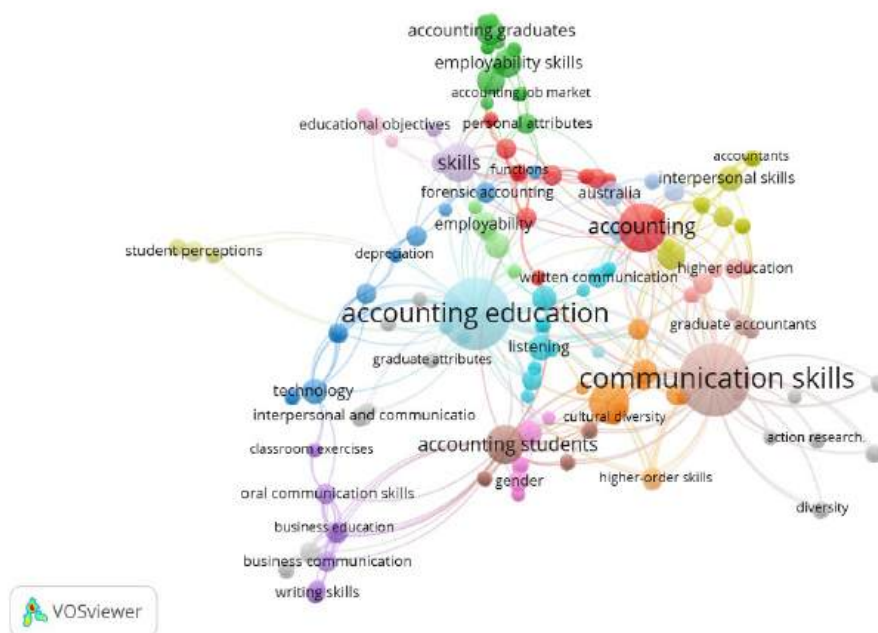 accounting graduates
employability skills
accounting job market
educational objectives
personal attributes
accountants
skills
functions
interpersonal skills
forensic accounting
australia
employability
accounting
student perceptions
depreciation
written communication
higher education
accounting education
graduate accountants
listening
graduate attributes
communication skills
technology
interpersonal and communicatio
cultural diversity
accounting students
action research.
classroom exercises
gender
higher-order skills
oral communication skills
diversity
business education
business communication
writing skills
VOSviewer